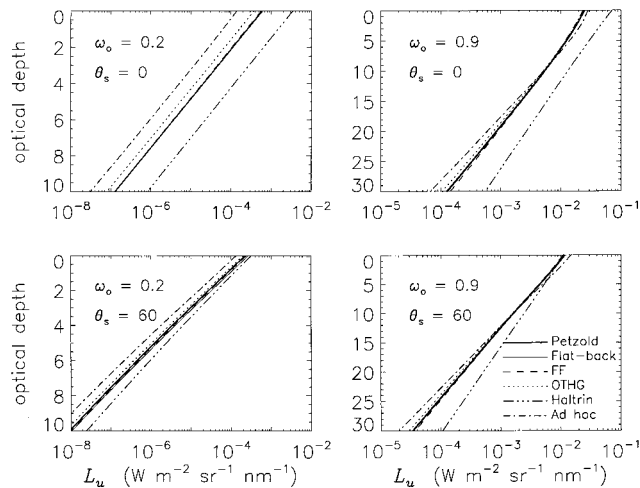 0
2
4
6
8
10
optical depth
ω₀ = 0.2
θₛ = 0
10⁻⁸ 10⁻⁶ 10⁻⁴ 10⁻²
0
5
10
15
20
25
30
ω₀ = 0.9
θₛ = 0
10⁻⁵ 10⁻³ 10⁻² 10⁻¹
0
2
4
6
8
10
optical depth
ω₀ = 0.2
θₛ = 60
10⁻⁸ 10⁻⁶ 10⁻⁴ 10⁻²
Lᵤ (W m⁻² sr⁻¹ nm⁻¹)
0
5
10
15
20
25
30
ω₀ = 0.9
θₛ = 60
Petzold
Flat-back
FF
OTHG
Haltrin
Ad hoc
10⁻⁵ 10⁻⁴ 10⁻³ 10⁻² 10⁻¹
Lᵤ (W m⁻² sr⁻¹ nm⁻¹)